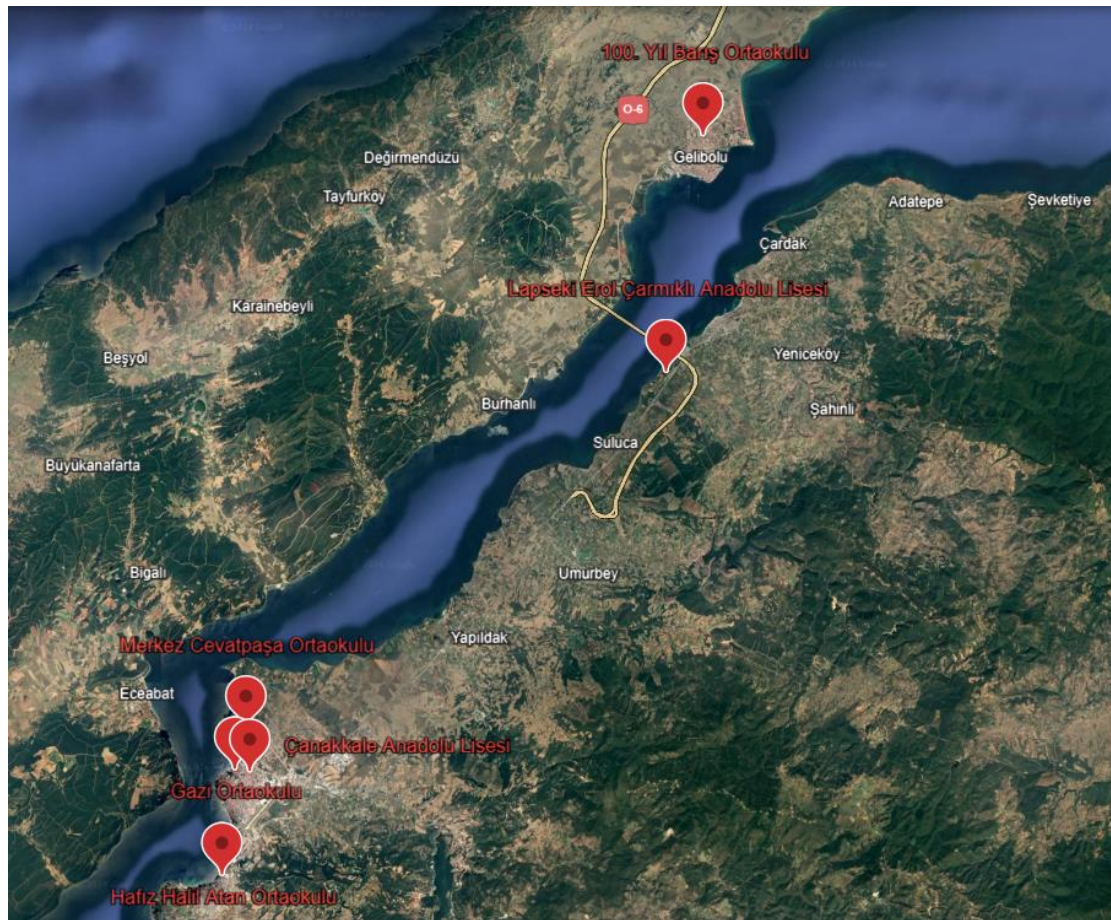 100. Yıl Barış Ortaokulu
O-6
Gelibolu
Değirmendüzü
Tayfurköy
Adatepe
Şevketiye
Çardak
Lapseki Erol Çarmıklı Anadolu Lisesi
Karainebeyli
Beşyol
Yeniceköy
Burhanlı
Şahinli
Suluca
Büyükanafarta
Bigalı
Umurbey
Yapıldak
Merkez Cevatpaşa Ortaokulu
Eceabat
Çanakkale Anadolu Lisesi
Gazi Ortaokulu
Hafız Halil Atan Ortaokulu